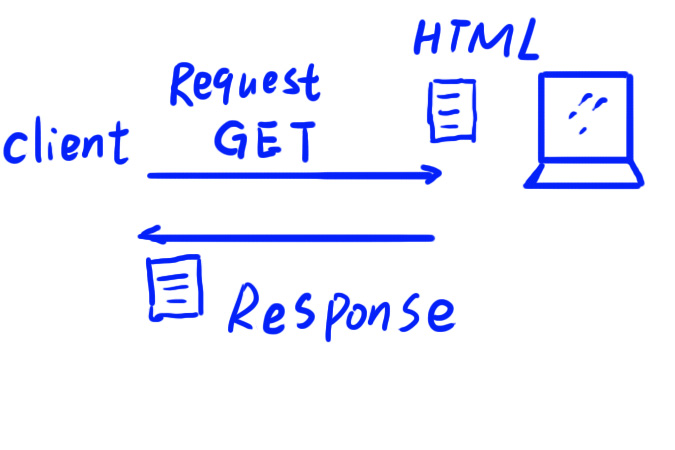 HTML
Request
GET
client
Response